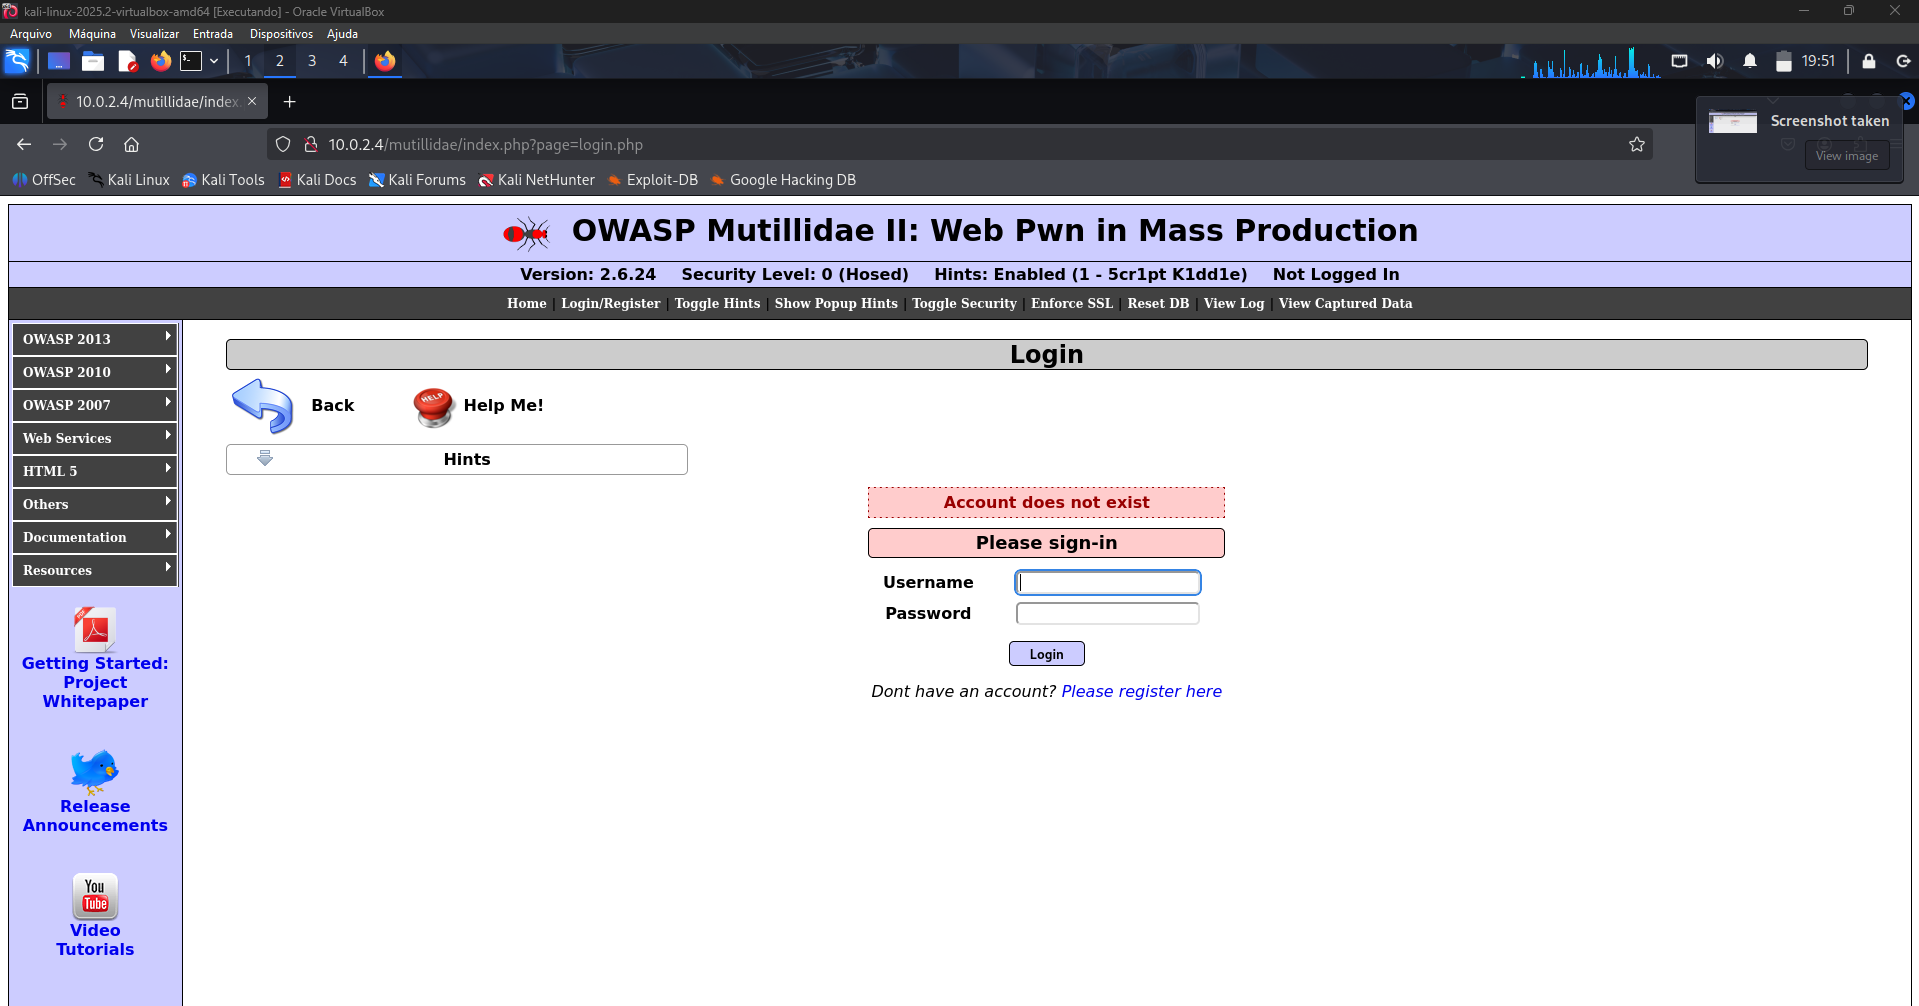 kali-linux-2025.2-virtualbox-amd64 [Executando] - Oracle VirtualBox
Arquivo Máquina Visualizar Entrada Dispositivos Ajuda
1 2 3 4 19:51
10.0.2.4/mutillidae/index.
Screenshot taken
10.0.2.4/mutillidae/index.php?page=login.php
View image
OffSec Kali Linux Kali Tools Kali Docs Kali Forums Kali NetHunter Exploit-DB Google Hacking DB
OWASP Mutillidae II: Web Pwn in Mass Production
Version: 2.6.24 Security Level: 0 (Hosed) Hints: Enabled (1 - 5cr1pt K1dd1e) Not Logged In
Home | Login/Register | Toggle Hints | Show Popup Hints | Toggle Security | Enforce SSL | Reset DB | View Log | View Captured Data
OWASP 2013
OWASP 2010
OWASP 2007
Web Services
HTML 5
Others
Documentation
Resources
Getting Started:
Project
Whitepaper
Release
Announcements
You
Tube
Video
Tutorials
Login
Back
HELP
Help Me!
Hints
Account does not exist
Please sign-in
Username
Password
Login
Dont have an account? Please register here